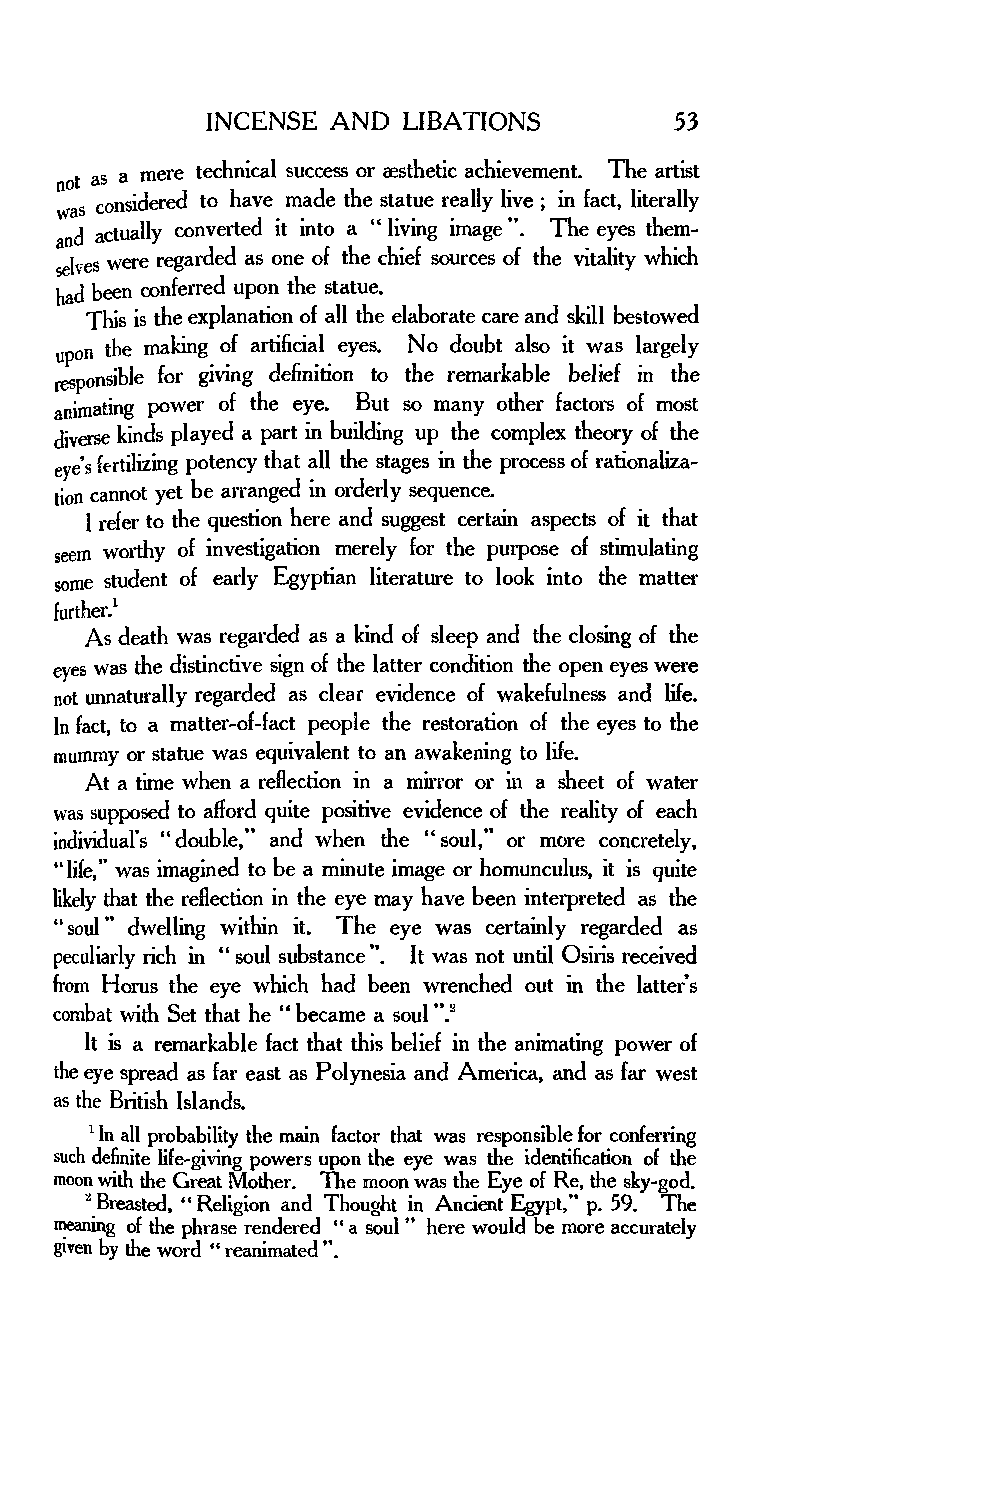 INCENSE AND LIBATIONS 53
not as a mere technical success or æsthetic achievement. The artist
was considered to have made the statue really live ; in fact, literally
and actually converted it into a “ living image ”. The eyes them-
selves were regarded as one of the chief sources of the vitality which
had been conferred upon the statue.
This is the explanation of all the elaborate care and skill bestowed
upon the making of artificial eyes. No doubt also it was largely
responsible for giving definition to the remarkable belief in the
animating power of the eye. But so many other factors of most
diverse kinds played a part in building up the complex theory of the
eye's fertilizing potency that all the stages in the process of rationaliza-
tion cannot yet be arranged in orderly sequence.
I refer to the question here and suggest certain aspects of it that
seem worthy of investigation merely for the purpose of stimulating
some student of early Egyptian literature to look into the matter
further.¹
As death was regarded as a kind of sleep and the closing of the
eyes was the distinctive sign of the latter condition the open eyes were
not unnaturally regarded as clear evidence of wakefulness and life.
In fact, to a matter-of-fact people the restoration of the eyes to the
mummy or statue was equivalent to an awakening to life.
At a time when a reflection in a mirror or in a sheet of water
was supposed to afford quite positive evidence of the reality of each
individual's “ double,” and when the “ soul,” or more concretely,
“ life,” was imagined to be a minute image or homunculus, it is quite
likely that the reflection in the eye may have been interpreted as the
“ soul ” dwelling within it. The eye was certainly regarded as
peculiarly rich in “ soul substance ”. It was not until Osiris received
from Horus the eye which had been wrenched out in the latter's
combat with Set that he “ became a soul ”.²
It is a remarkable fact that this belief in the animating power of
the eye spread as far east as Polynesia and America, and as far west
as the British Islands.
¹ In all probability the main factor that was responsible for conferring
such definite life-giving powers upon the eye was the identification of the
moon with the Great Mother. The moon was the Eye of Re, the sky-god.
² Breasted, “ Religion and Thought in Ancient Egypt,” p. 59. The
meaning of the phrase rendered “ a soul ” here would be more accurately
given by the word “ reanimated ”.